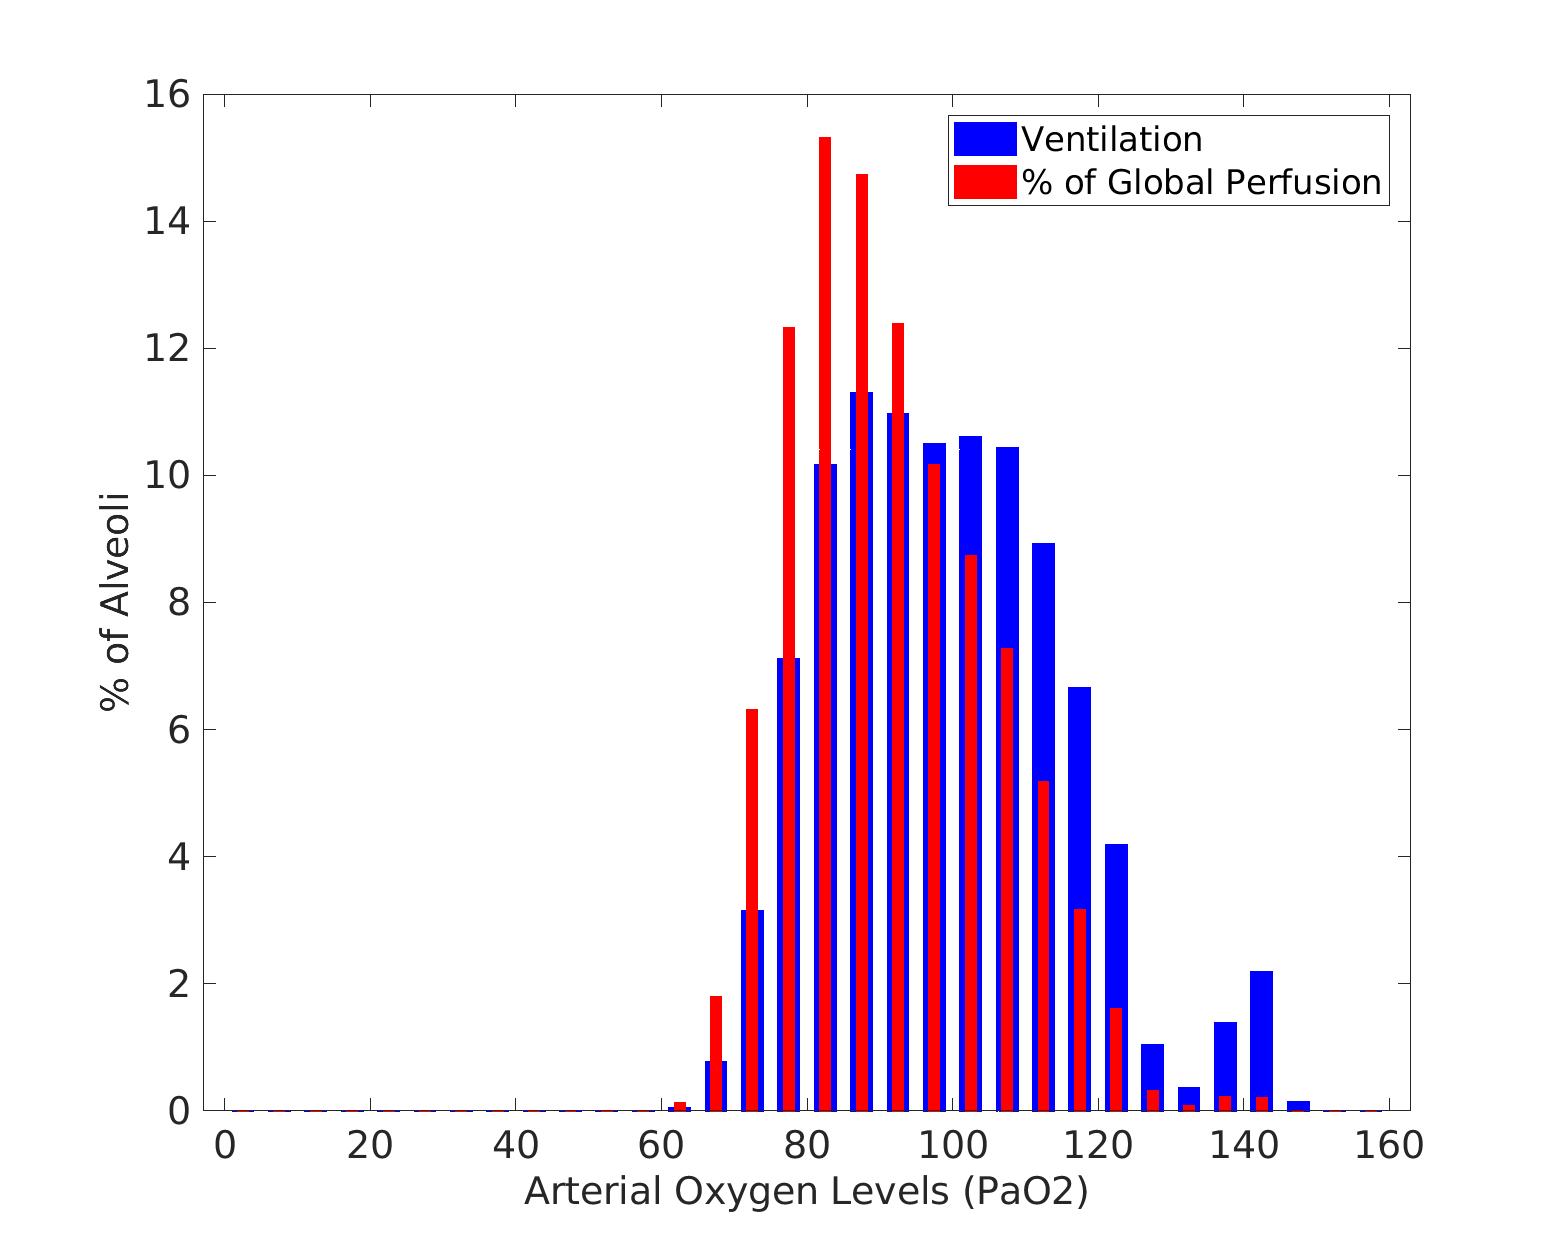 16
14
12
10
8
6
4
2
0
% of Alveoli
Ventilation
% of Global Perfusion
0 20 40 60 80 100 120 140 160
Arterial Oxygen Levels (PaO2)